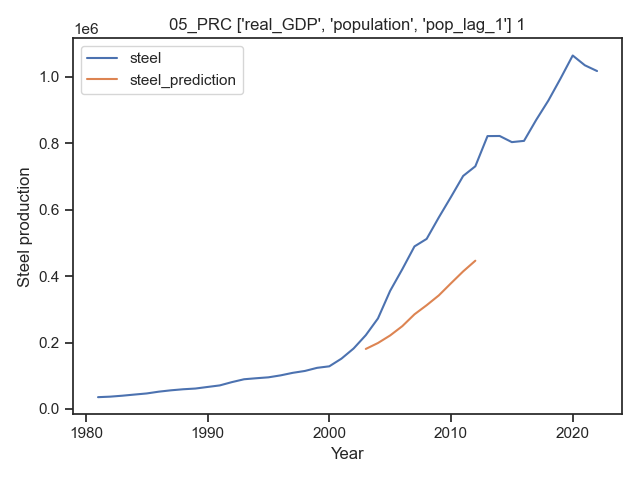 05_PRC ['real_GDP', 'population', 'pop_lag_1'] 1
1e6
steel
steel_prediction
1.0
0.8
0.6
0.4
0.2
0.0
Steel production
1980
1990
2000
2010
2020
Year